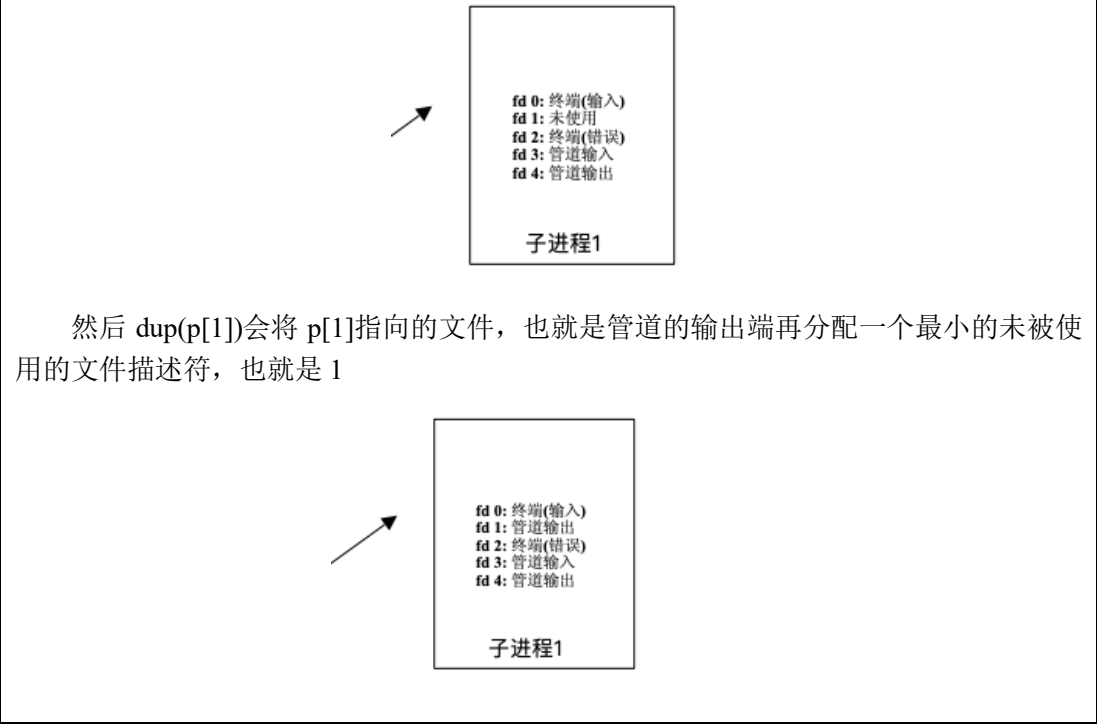 fd 0: 终端(输入)
fd 1: 未使用
fd 2: 终端(错误)
fd 3: 管道输入
fd 4: 管道输出
子进程1
然后 dup(p[1])会将 p[1]指向的文件，也就是管道的输出端再分配一个最小的未被使
用的文件描述符，也就是 1
fd 0: 终端(输入)
fd 1: 管道输出
fd 2: 终端(错误)
fd 3: 管道输入
fd 4: 管道输出
子进程1